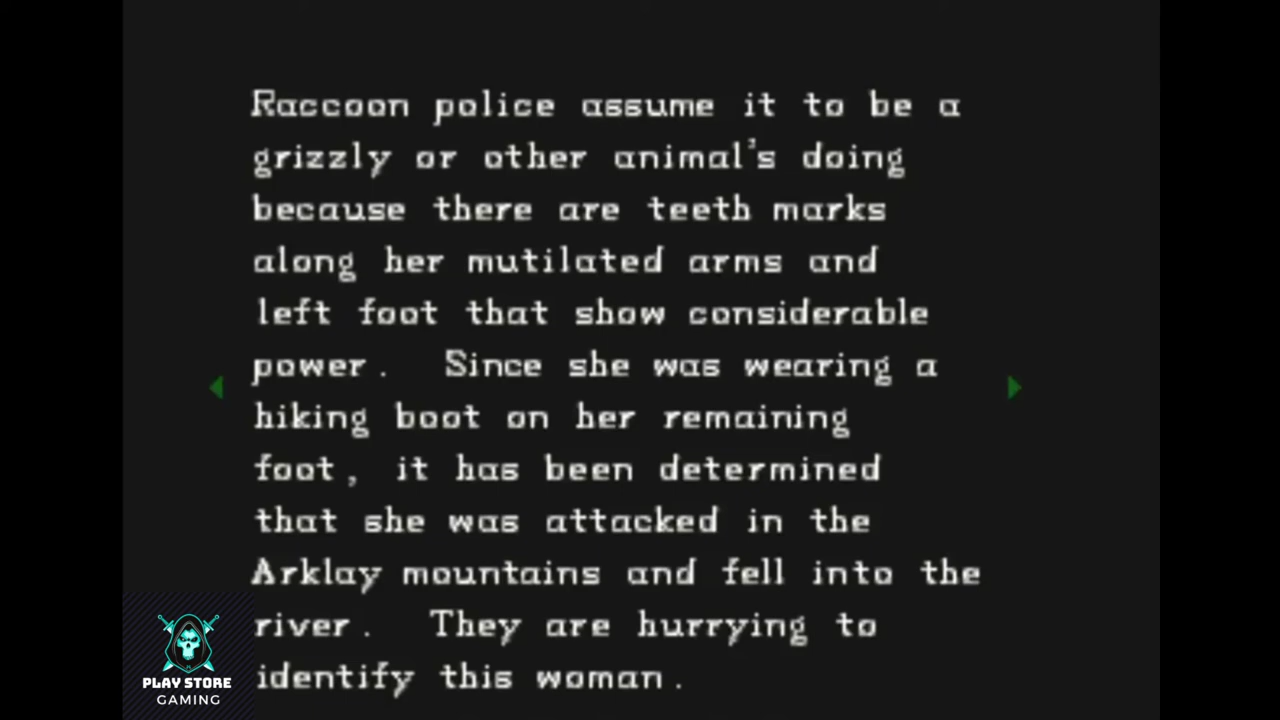 Raccoon police assume it to be a
grizzly or other animal's doing
because there are teeth marks
along her mutilated arms and
left foot that show considerable
power. Since she was wearing a
hiking boot on her remaining
foot, it has been determined
that she was attacked in the
Arklay mountains and fell into the
river. They are hurrying to
identify this woman.
PLAY STORE
GAMING